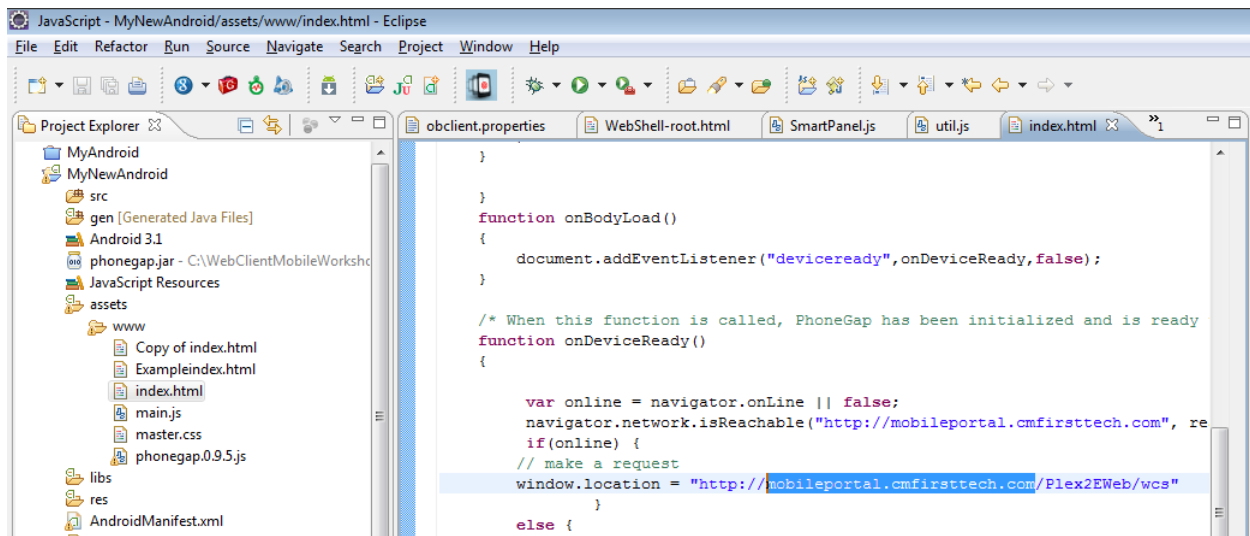 JavaScript - MyNewAndroid/assets/www/index.html - Eclipse
File Edit Refactor Run Source Navigate Search Project Window Help
Project Explorer
obclient.properties WebShell-root.html SmartPanel.js util.js index.html »1
MyAndroid
MyNewAndroid
src
gen [Generated Java Files]
Android 3.1
phonegap.jar - C:\WebClientMobileWorksho
JavaScript Resources
assets
www
Copy of index.html
Exampleindex.html
index.html
main.js
master.css
phonegap.0.9.5.js
libs
res
AndroidManifest.xml
}
}
function onBodyLoad()
{
document.addEventListener("deviceready",onDeviceReady,false);
}
/* When this function is called, PhoneGap has been initialized and is ready
function onDeviceReady()
{
var online = navigator.onLine || false;
navigator.network.isReachable("http://mobileportal.cmfirsttech.com", re
if(online) {
// make a request
window.location = "http://mobileportal.cmfirsttech.com/Plex2EWeb/wcs"
}
else {